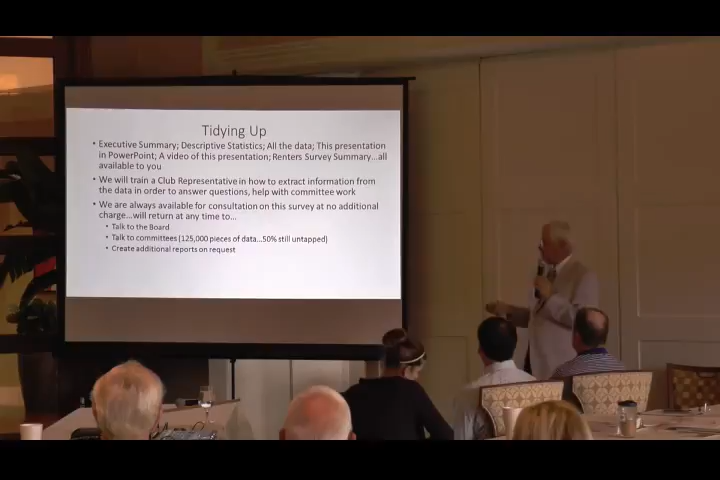 Tidying Up
• Executive Summary; Descriptive Statistics; All the data; This presentation
in PowerPoint; A video of this presentation; Renters Survey Summary...all
available to you
• We will train a Club Representative in how to extract information from
the data in order to answer questions, help with committee work
• We are always available for consultation on this survey at no additional
charge...will return at any time to...
• Talk to the Board
• Talk to committees (125,000 pieces of data...50% still untapped)
• Create additional reports on request